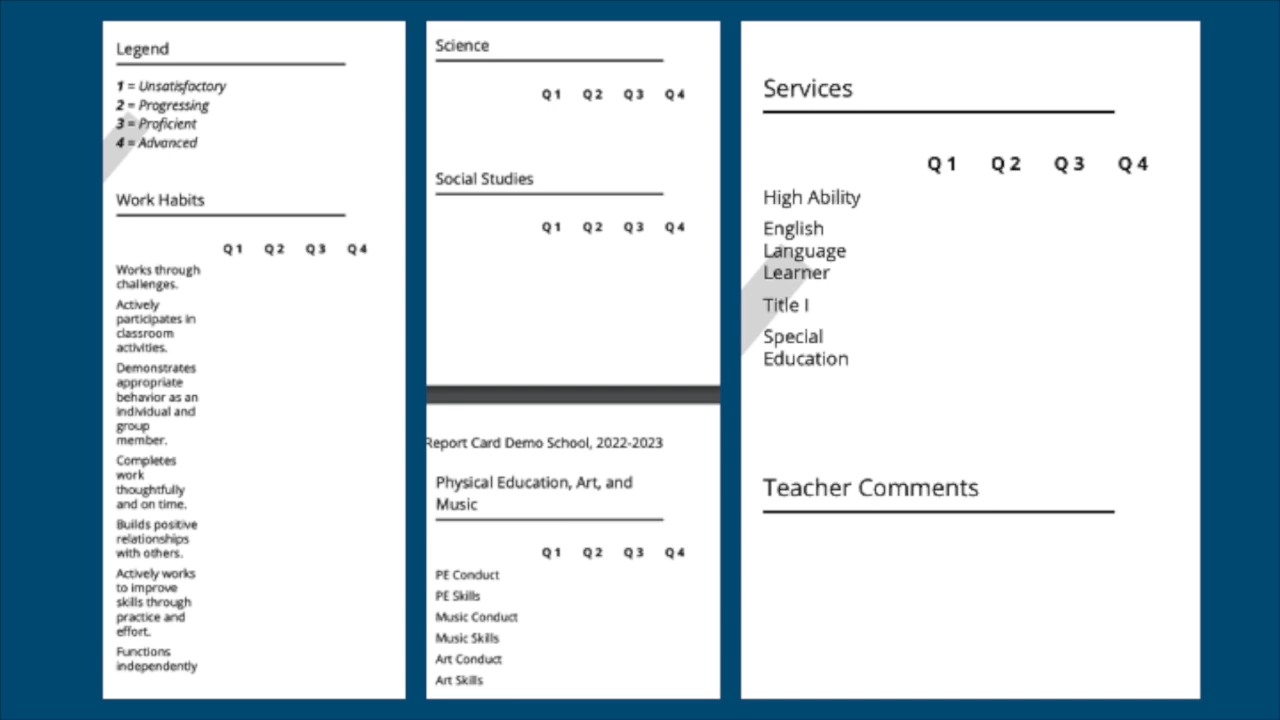 Legend
1 = Unsatisfactory
2 = Progressing
3 = Proficient
4 = Advanced
Work Habits
Q1 Q2 Q3 Q4
Works through
challenges.
Actively
participates in
classroom
activities.
Demonstrates
appropriate
behavior as an
individual and
group
member.
Completes
work
thoughtfully
and on time.
Builds positive
relationships
with others.
Actively works
to improve
skills through
practice and
effort.
Functions
independently
Science
Q1 Q2 Q3 Q4
Social Studies
Q1 Q2 Q3 Q4
Report Card Demo School, 2022-2023
Physical Education, Art, and
Music
Q1 Q2 Q3 Q4
PE Conduct
PE Skills
Music Conduct
Music Skills
Art Conduct
Art Skills
Services
Q1 Q2 Q3 Q4
High Ability
English
Language
Learner
Title I
Special
Education
Teacher Comments